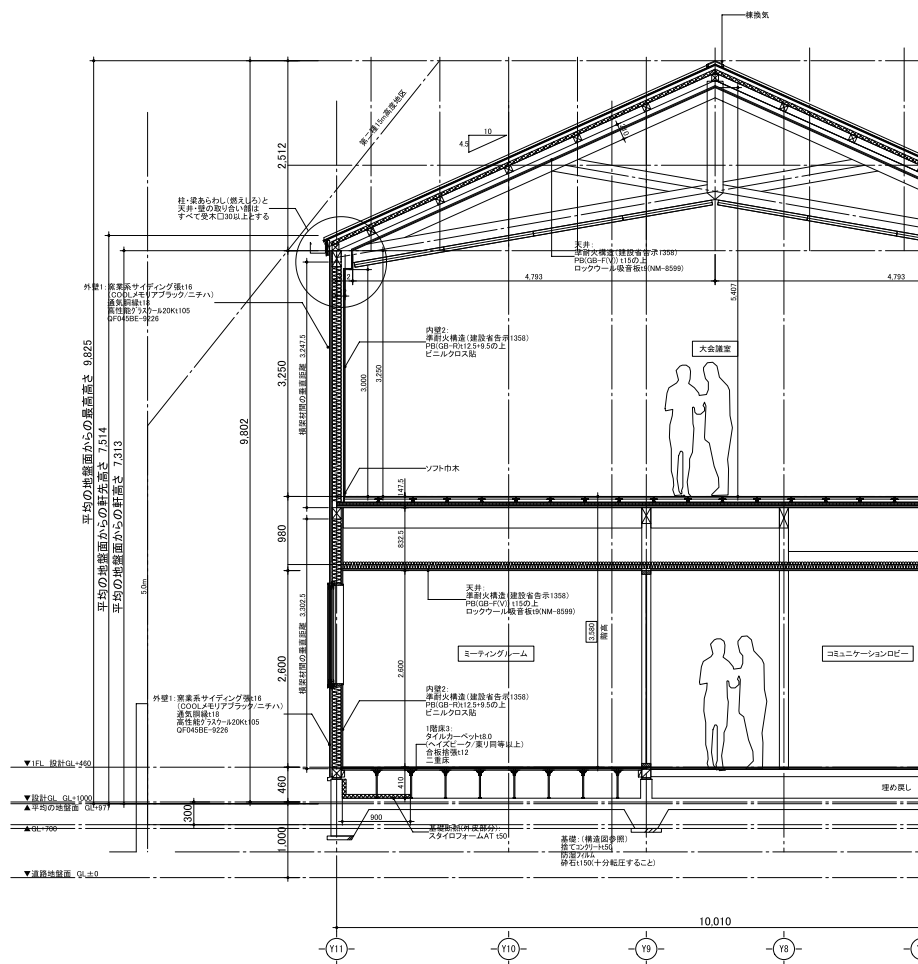 棟換気
第二種15m高度地区
10
4.5
2,512
柱・梁あらわし(燃えしろ)と
天井・壁の取り合い部は
すべて受木□30以上とする
外壁1: 窯業系サイディング張t16
(COOLメモリアブラック/ニチハ)
通気胴縁t18
高性能グラスウール20Kt105
QF045BE-9226
天井:
準耐火構造(建設省告示1358)
PB(GB-F(V)) t15の上
ロックウール吸音板t9(NM-8599)
4,793
4,793
5,407
内壁2:
準耐火構造(建設省告示1358)
PB(GB-R)t12.5+9.5の上
ビニルクロス貼
大会議室
3,250
横架材間の垂直距離 3,247.5
3,000
3,250
9,802
平均の地盤面からの最高高さ 9,825
平均の地盤面からの軒先高さ 7,514
平均の地盤面からの軒高さ 7,313
5.0m
ソフト巾木
147.5
980
832.5
天井:
準耐火構造(建設省告示1358)
PB(GB-F(V)) t15の上
ロックウール吸音板t9(NM-8599)
横架材間の垂直距離 3,302.5
2,600
2,600
3,580
階高
ミーティングルーム
コミュニケーションロビー
外壁1: 窯業系サイディング張t16
(COOLメモリアブラック/ニチハ)
通気胴縁t18
高性能グラスウール20Kt105
QF045BE-9226
内壁2:
準耐火構造(建設省告示1358)
PB(GB-R)t12.5+9.5の上
ビニルクロス貼
1階床3:
タイルカーペットt8.0
(ヘイズピーク/東リ同等以上)
合板捨張t12
二重床
▼1FL 設計GL+460
460
410
埋め戻し
▼設計GL GL+1000
▲平均の地盤面 GL+977
300
▲GL+700
900
1,000
基礎断熱(外皮部分):
スタイロフォームAT t50
基礎: (構造図参照)
捨てコンクリートt50
防湿フィルム
砕石t150(十分転圧すること)
▼道路地盤面 GL±0
10,010
Y11
Y10
Y9
Y8